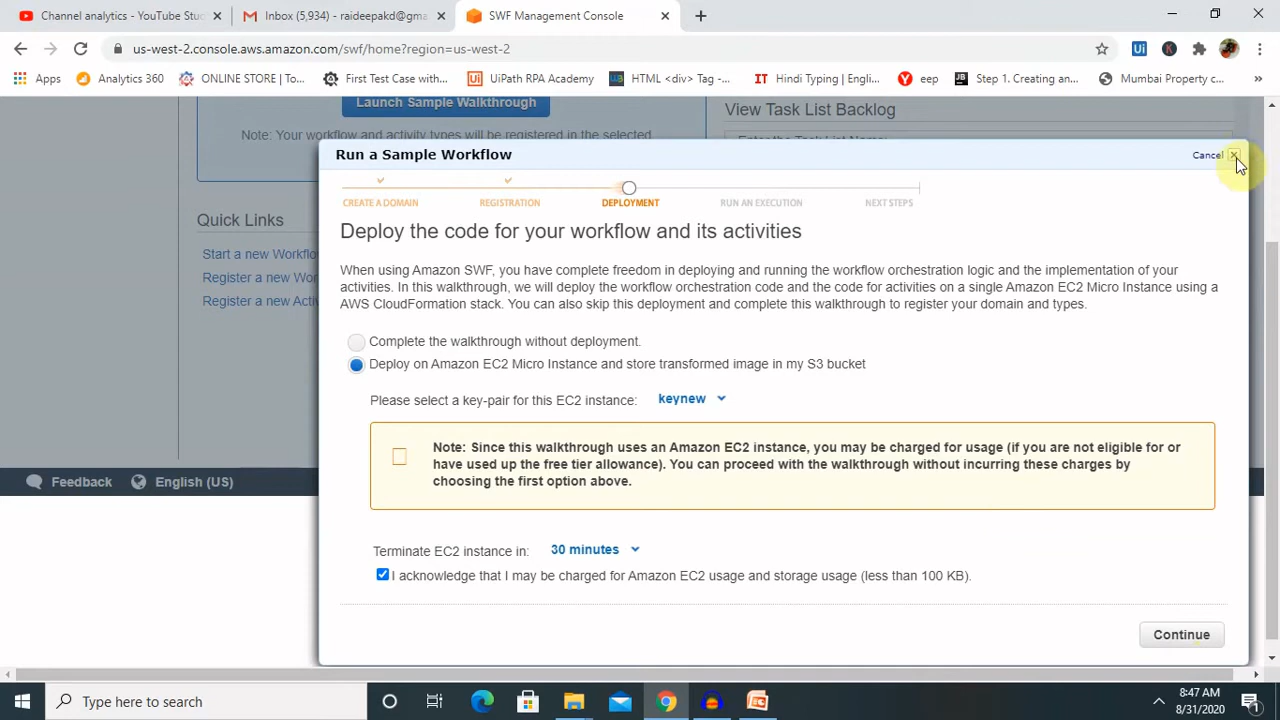 Channel analytics - YouTube Stu
Inbox (5,934) - raideepakd@gma
SWF Management Console
us-west-2.console.aws.amazon.com/swf/home?region=us-west-2
Apps
Analytics 360
ONLINE STORE | To...
First Test Case with...
UiPath RPA Academy
HTML <div> Tag -...
Hindi Typing | Engli...
eep
Step 1. Creating an...
Mumbai Property c...
Launch Sample Walkthrough
View Task List Backlog
Note: Your workflow and activity types will be registered in the selected
Enter the Task List Name:
Run a Sample Workflow
Cancel
CREATE A DOMAIN
REGISTRATION
DEPLOYMENT
RUN AN EXECUTION
NEXT STEPS
Quick Links
Start a new Workflo
Register a new Wor
Register a new Activ
Deploy the code for your workflow and its activities
When using Amazon SWF, you have complete freedom in deploying and running the workflow orchestration logic and the implementation of your
activities. In this walkthrough, we will deploy the workflow orchestration code and the code for activities on a single Amazon EC2 Micro Instance using a
AWS CloudFormation stack. You can also skip this deployment and complete this walkthrough to register your domain and types.
Complete the walkthrough without deployment.
Deploy on Amazon EC2 Micro Instance and store transformed image in my S3 bucket
Please select a key-pair for this EC2 instance: keynew
Note: Since this walkthrough uses an Amazon EC2 instance, you may be charged for usage (if you are not eligible for or
have used up the free tier allowance). You can proceed with the walkthrough without incurring these charges by
choosing the first option above.
Feedback
English (US)
Terminate EC2 instance in: 30 minutes
I acknowledge that I may be charged for Amazon EC2 usage and storage usage (less than 100 KB).
Continue
Type here to search
8:47 AM
8/31/2020
1